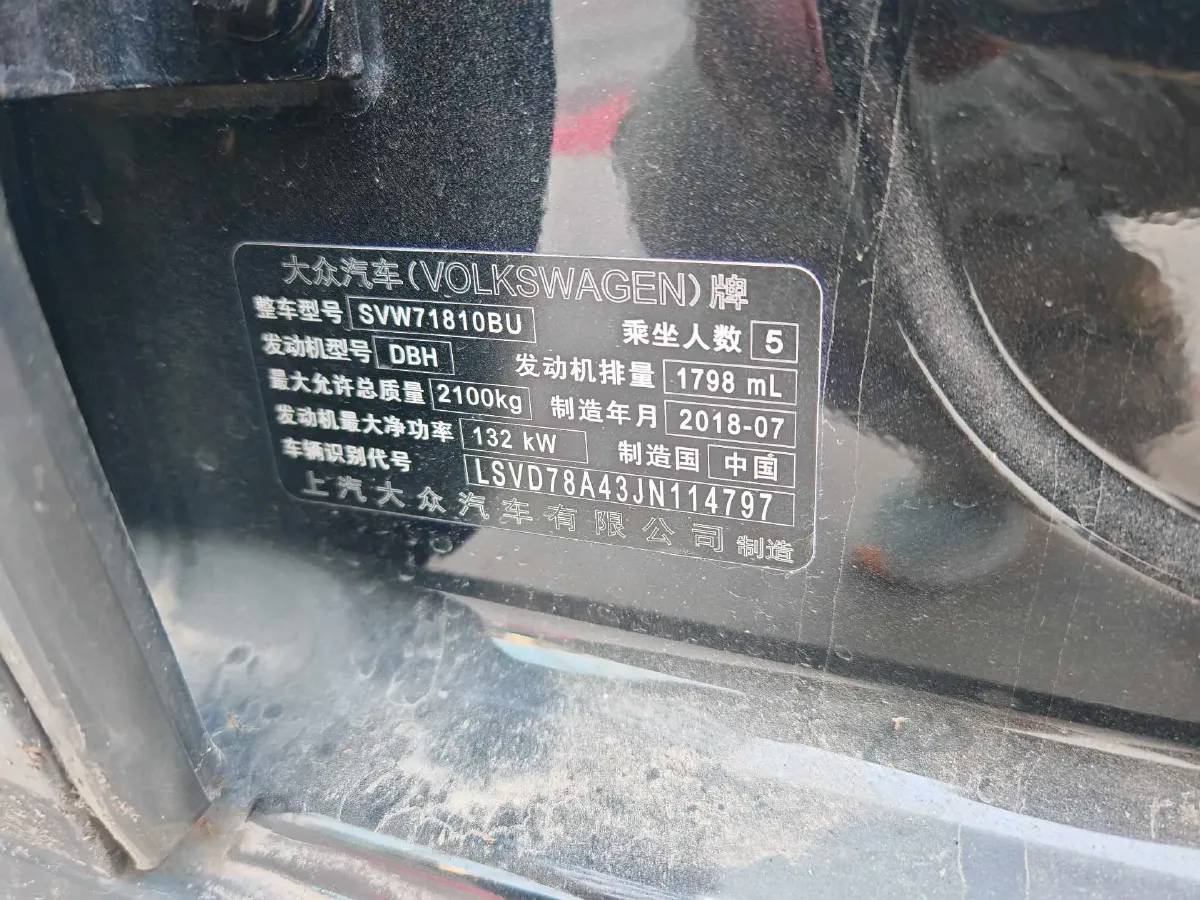 大众汽车(VOLKSWAGEN)牌
整车型号 SVW71810BU 乘坐人数 5
发动机型号 DBH 发动机排量 1798 mL
最大允许总质量 2100kg 制造年月 2018-07
发动机最大净功率 132 kW 制造国 中国
车辆识别代号 LSVD78A43JN114797
上汽大众汽车有限公司 制造